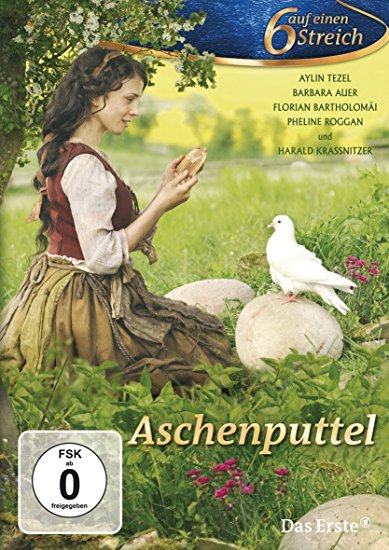 6 auf einen
Streich
AYLIN TEZEL
BARBARA AUER
FLORIAN BARTHOLOMÄI
PHELINE ROGGAN
und
HARALD KRASSNITZER
Aschenputtel
FSK
ab
0
freigegeben
Das Erste